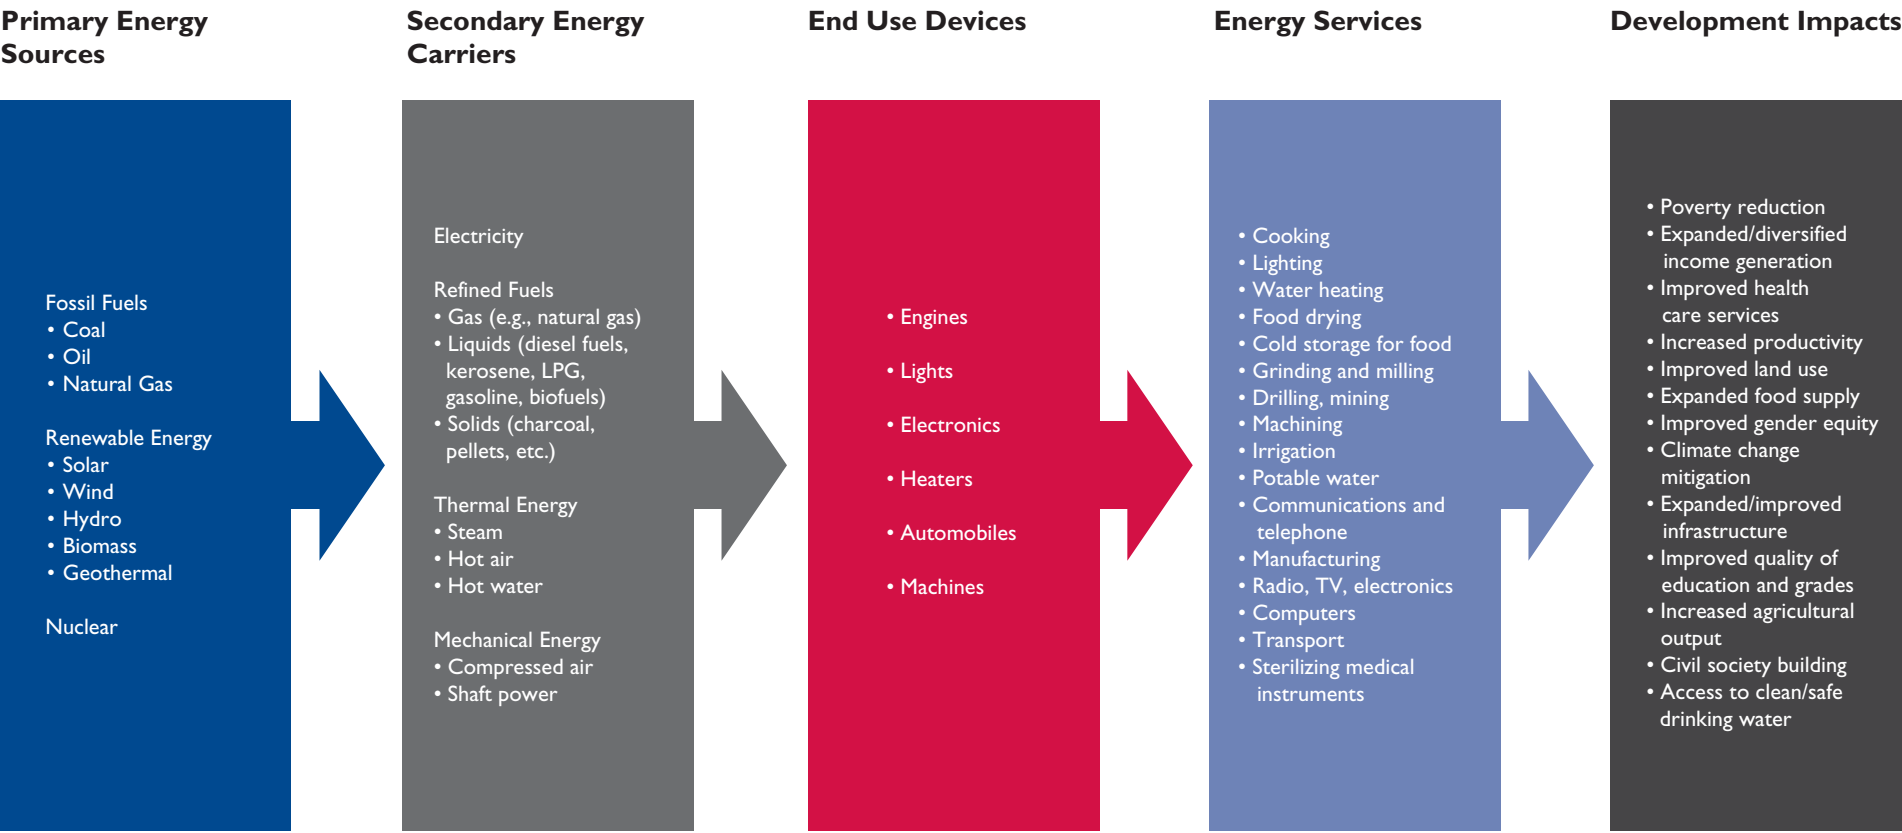 Primary Energy
Sources
Fossil Fuels
• Coal
• Oil
• Natural Gas
Renewable Energy
• Solar
• Wind
• Hydro
• Biomass
• Geothermal
Nuclear
Secondary Energy
Carriers
Electricity
Refined Fuels
• Gas (e.g., natural gas)
• Liquids (diesel fuels,
kerosene, LPG,
gasoline, biofuels)
• Solids (charcoal,
pellets, etc.)
Thermal Energy
• Steam
• Hot air
• Hot water
Mechanical Energy
• Compressed air
• Shaft power
End Use Devices
• Engines
• Lights
• Electronics
• Heaters
• Automobiles
• Machines
Energy Services
• Cooking
• Lighting
• Water heating
• Food drying
• Cold storage for food
• Grinding and milling
• Drilling, mining
• Machining
• Irrigation
• Potable water
• Communications and
telephone
• Manufacturing
• Radio, TV, electronics
• Computers
• Transport
• Sterilizing medical
instruments
Development Impacts
• Poverty reduction
• Expanded/diversified
income generation
• Improved health
care services
• Increased productivity
• Improved land use
• Expanded food supply
• Improved gender equity
• Climate change
mitigation
• Expanded/improved
infrastructure
• Improved quality of
education and grades
• Increased agricultural
output
• Civil society building
• Access to clean/safe
drinking water